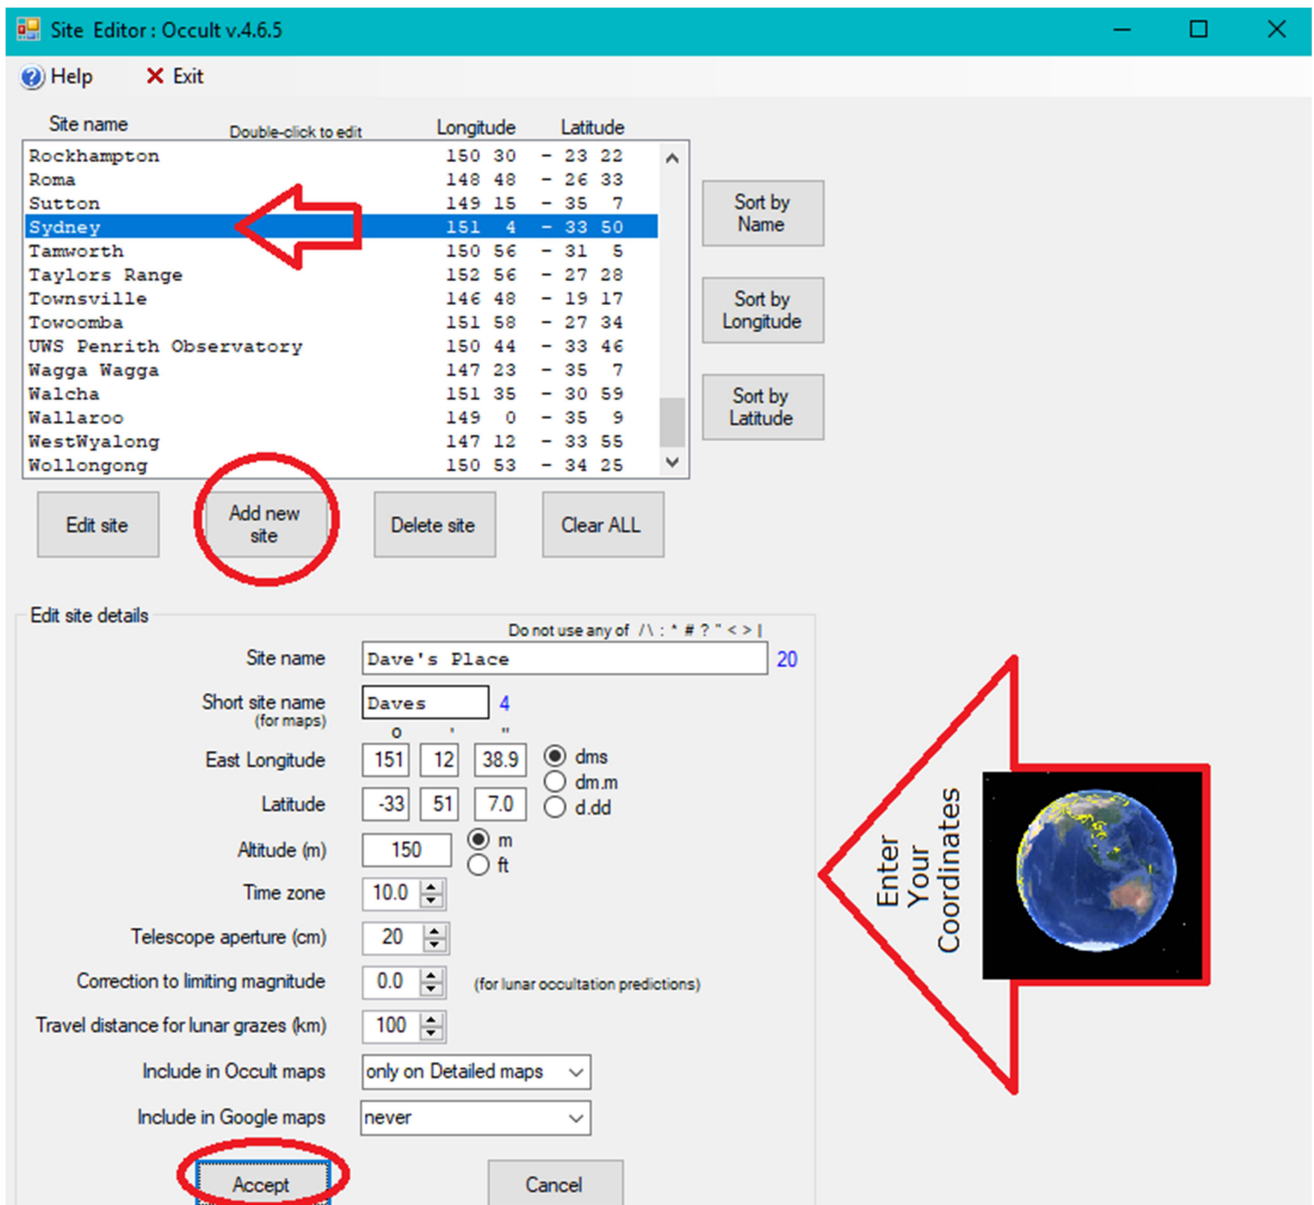 Site Editor : Occult v.4.6.5
Help Exit
Site name Double-click to edit Longitude Latitude
Rockhampton 150 30 - 23 22
Roma 148 48 - 26 33
Sutton 149 15 - 35 7
Sydney 151 4 - 33 50
Tamworth 150 56 - 31 5
Taylors Range 152 56 - 27 28
Townsville 146 48 - 19 17
Towoomba 151 58 - 27 34
UWS Penrith Observatory 150 44 - 33 46
Wagga Wagga 147 23 - 35 7
Walcha 151 35 - 30 59
Wallaroo 149 0 - 35 9
WestWyalong 147 12 - 33 55
Wollongong 150 53 - 34 25
Sort by
Name
Sort by
Longitude
Sort by
Latitude
Edit site
Add new
site
Delete site
Clear ALL
Edit site details
Do not use any of / \ : * # ? " < > |
Site name Dave's Place 20
Short site name Daves 4
(for maps)
o ' "
East Longitude 151 12 38.9 dms
dm.m
Latitude -33 51 7.0 d.dd
Altitude (m) 150 m
ft
Time zone 10.0
Telescope aperture (cm) 20
Correction to limiting magnitude 0.0 (for lunar occultation predictions)
Travel distance for lunar grazes (km) 100
Include in Occult maps only on Detailed maps
Include in Google maps never
Accept Cancel
Enter
Your
Coordinates